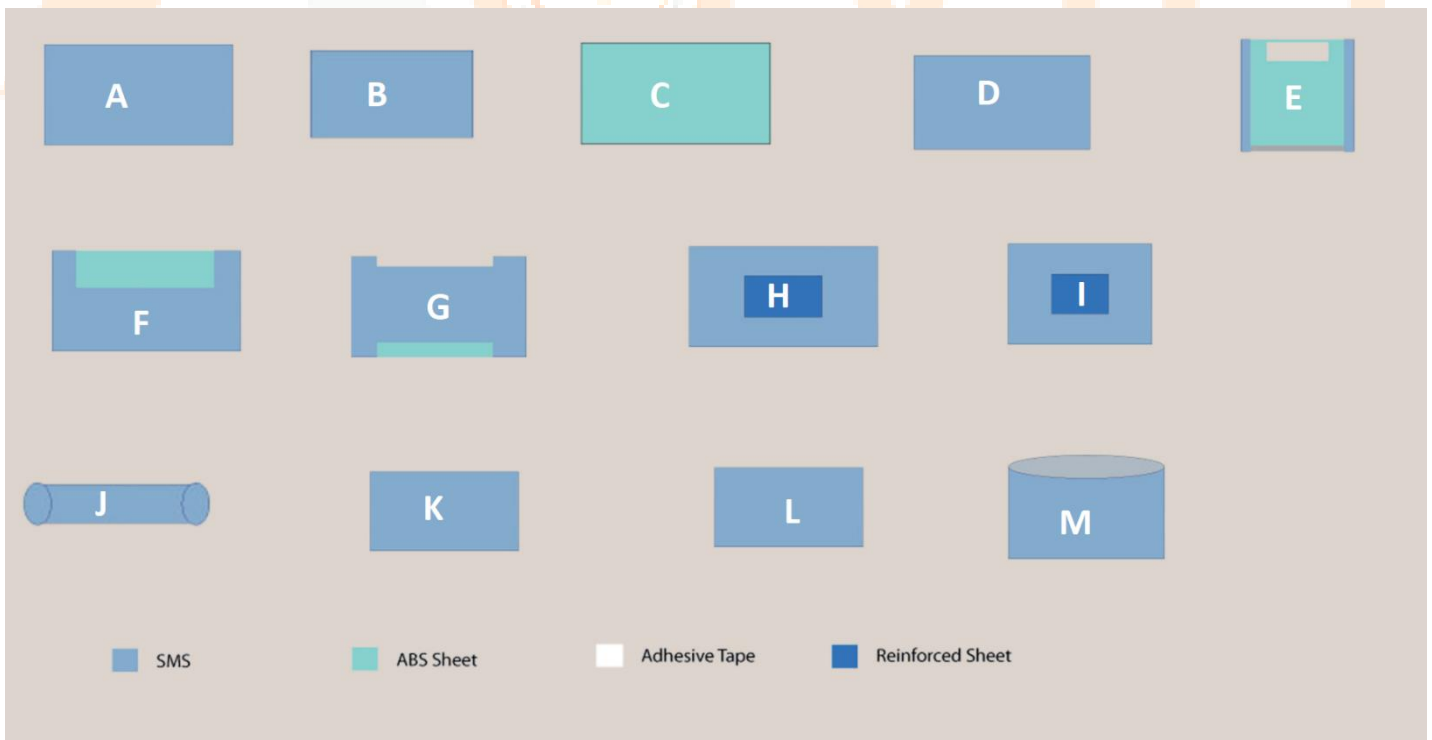 A
B
C
D
E
F
G
H
I
J
K
L
M
SMS
ABS Sheet
Adhesive Tape
Reinforced Sheet